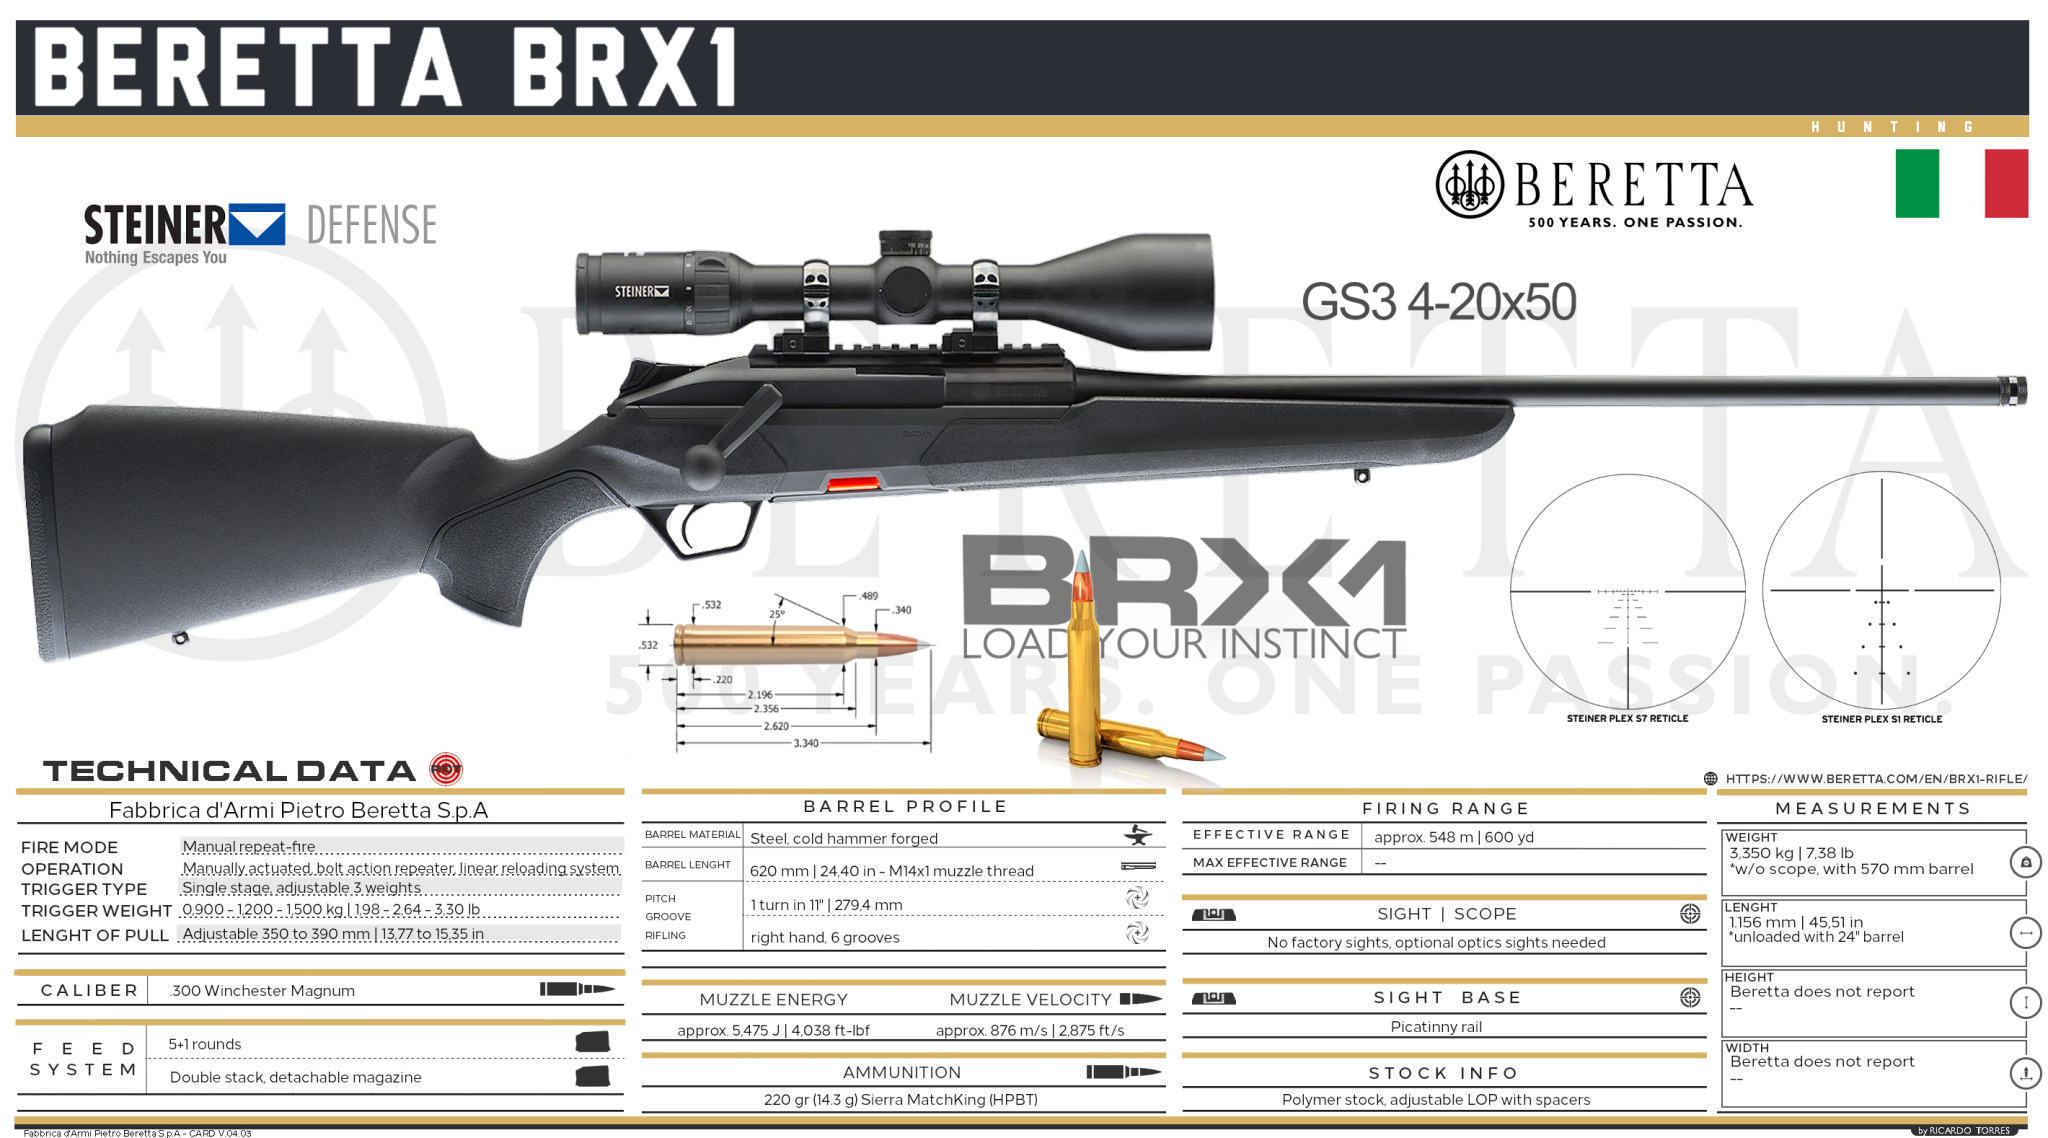 BERETTA BRX1
HUNTING
STEINER DEFENSE
Nothing Escapes You
BERETTA
500 YEARS. ONE PASSION.
STEINER
GS3 4-20x50
BERETTA
BRX1
BERETTA
500 YEARS. ONE PASSION.
BRX1
LOAD YOUR INSTINCT
.532
25°
.489
.340
.532
.220
2.196
2.356
2.620
3.340
STEINER PLEX S7 RETICLE
STEINER PLEX S1 RETICLE
TECHNICAL DATA
HTTPS://WWW.BERETTA.COM/EN/BRX1-RIFLE/
Fabbrica d'Armi Pietro Beretta S.p.A
FIRE MODE Manual repeat-fire
OPERATION Manually actuated, bolt action repeater, linear reloading system
TRIGGER TYPE Single stage, adjustable 3 weights
TRIGGER WEIGHT 0,900 - 1,200 - 1,500 kg | 1,98 - 2,64 - 3,30 lb
LENGHT OF PULL Adjustable 350 to 390 mm | 13,77 to 15,35 in
CALIBER .300 Winchester Magnum
FEED SYSTEM
5+1 rounds
Double stack, detachable magazine
BARREL PROFILE
BARREL MATERIAL Steel, cold hammer forged
BARREL LENGHT 620 mm | 24,40 in - M14x1 muzzle thread
PITCH 1 turn in 11" | 279,4 mm
GROOVE
RIFLING right hand, 6 grooves
MUZZLE ENERGY MUZZLE VELOCITY
approx. 5,475 J | 4,038 ft-lbf approx. 876 m/s | 2,875 ft/s
AMMUNITION
220 gr (14.3 g) Sierra MatchKing (HPBT)
FIRING RANGE
EFFECTIVE RANGE approx. 548 m | 600 yd
MAX EFFECTIVE RANGE --
SIGHT | SCOPE
No factory sights, optional optics sights needed
SIGHT BASE
Picatinny rail
STOCK INFO
Polymer stock, adjustable LOP with spacers
MEASUREMENTS
WEIGHT
3,350 kg | 7,38 lb
*w/o scope, with 570 mm barrel
LENGHT
1.156 mm | 45,51 in
*unloaded with 24" barrel
HEIGHT
Beretta does not report
--
WIDTH
Beretta does not report
--
Fabbrica d'Armi Pietro Beretta S.p.A - CARD V.04.03
by RICARDO TORRES